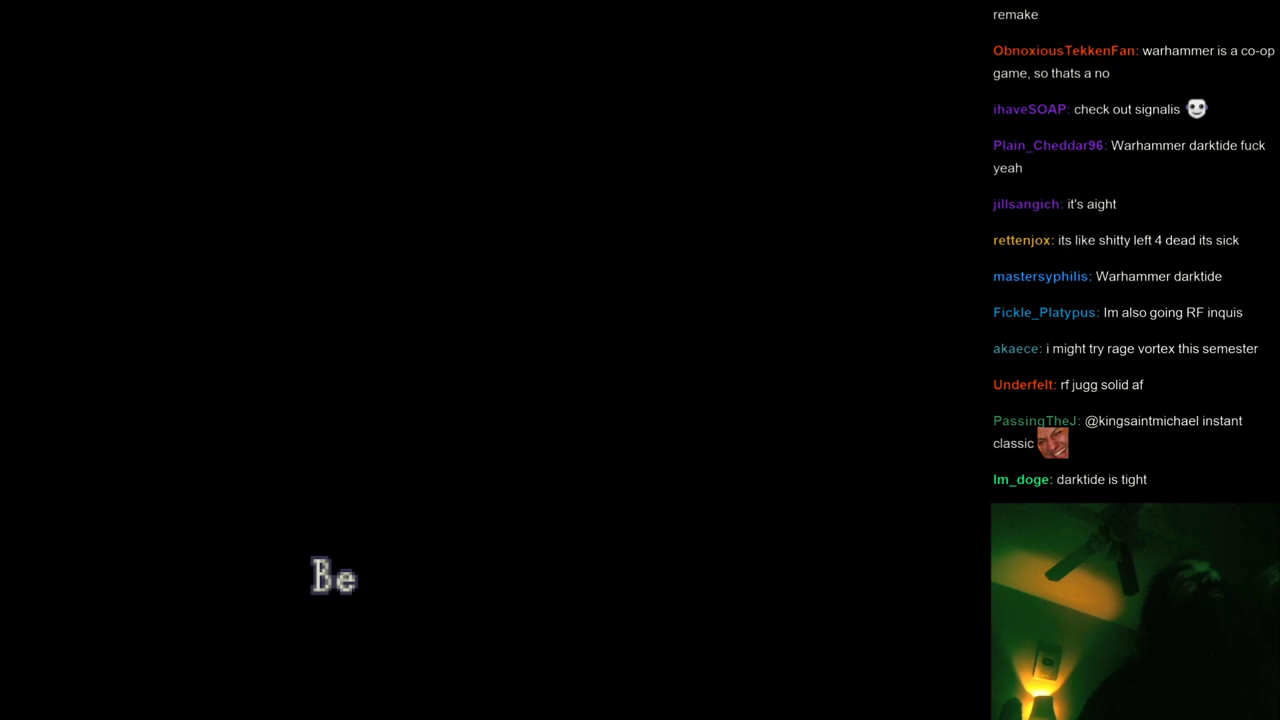 remake
ObnoxiousTekkenFan: warhammer is a co-op
game, so thats a no
ihaveSOAP: check out signalis
Plain_Cheddar96: Warhammer darktide fuck
yeah
jillsangich: it's aight
rettenjox: its like shitty left 4 dead its sick
mastersyphilis: Warhammer darktide
Fickle_Platypus: Im also going RF inquis
akaece: i might try rage vortex this semester
Underfelt: rf jugg solid af
PassingTheJ: @kingsaintmichael instant
classic
Im_doge: darktide is tight
Be